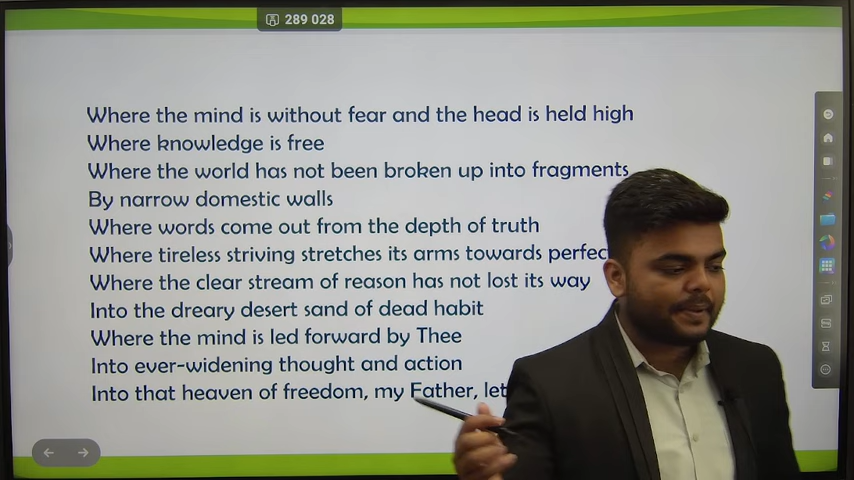 289 028
Where the mind is without fear and the head is held high
Where knowledge is free
Where the world has not been broken up into fragments
By narrow domestic walls
Where words come out from the depth of truth
Where tireless striving stretches its arms towards perfec
Where the clear stream of reason has not lost its way
Into the dreary desert sand of dead habit
Where the mind is led forward by Thee
Into ever-widening thought and action
Into that heaven of freedom, my Father, let